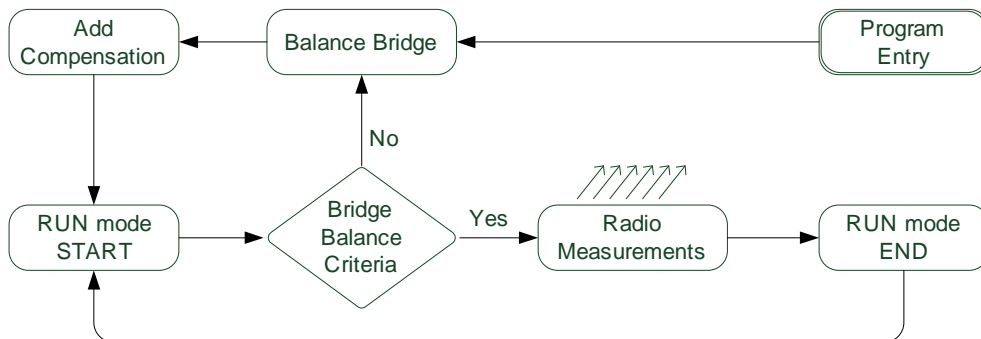 Add
Compensation
Balance Bridge
Program
Entry
No
RUN mode
START
Bridge
Balance
Criteria
Yes
Radio
Measurements
RUN mode
END